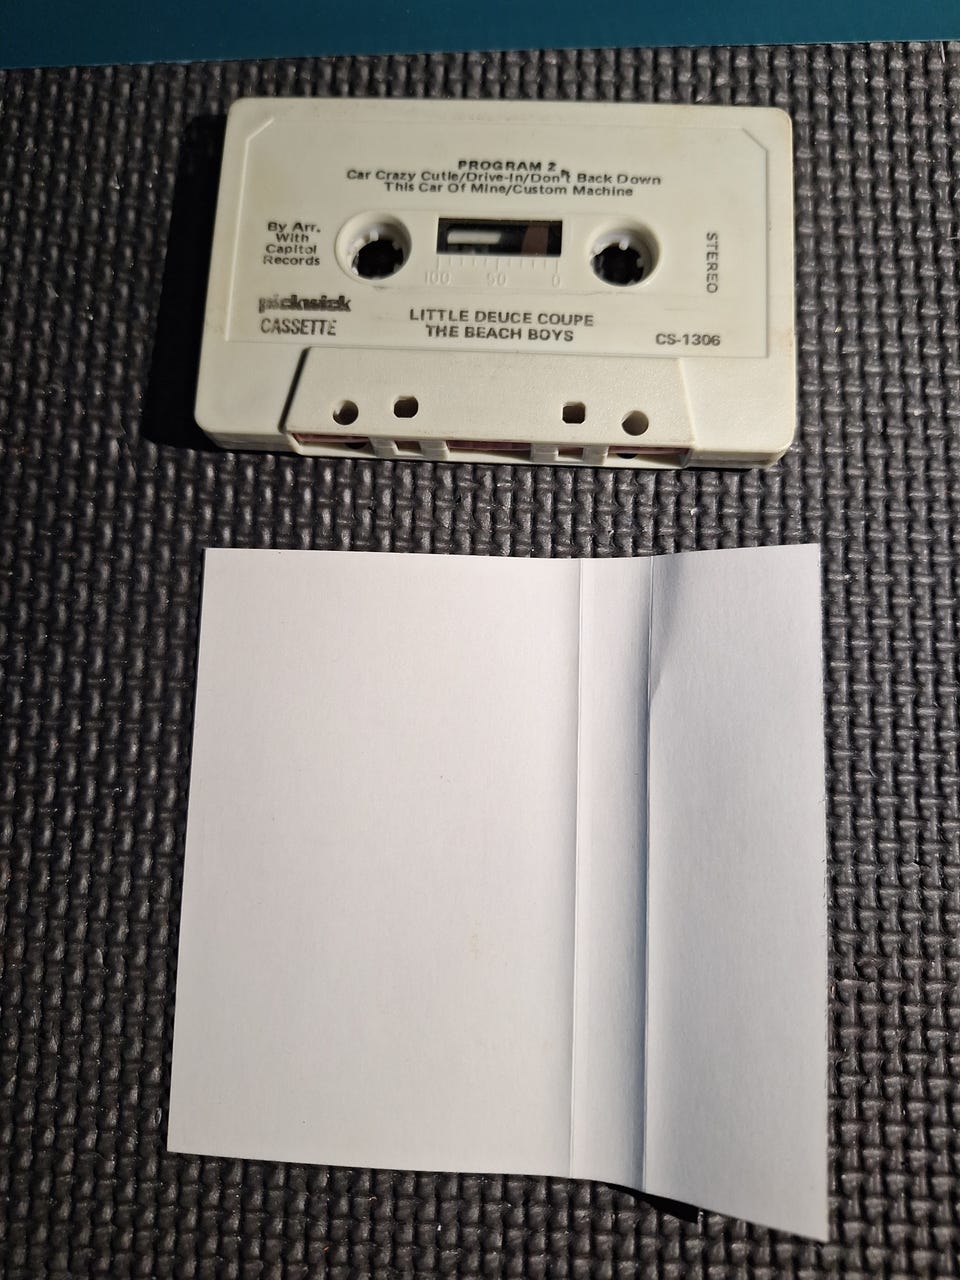 PROGRAM 2
Car Crazy Cutie/Drive-In/Don't Back Down
This Car Of Mine/Custom Machine
By Arr.
With
Capitol
Records
100 50 0
STEREO
pickwick
CASSETTE
LITTLE DEUCE COUPE
THE BEACH BOYS
CS-1306